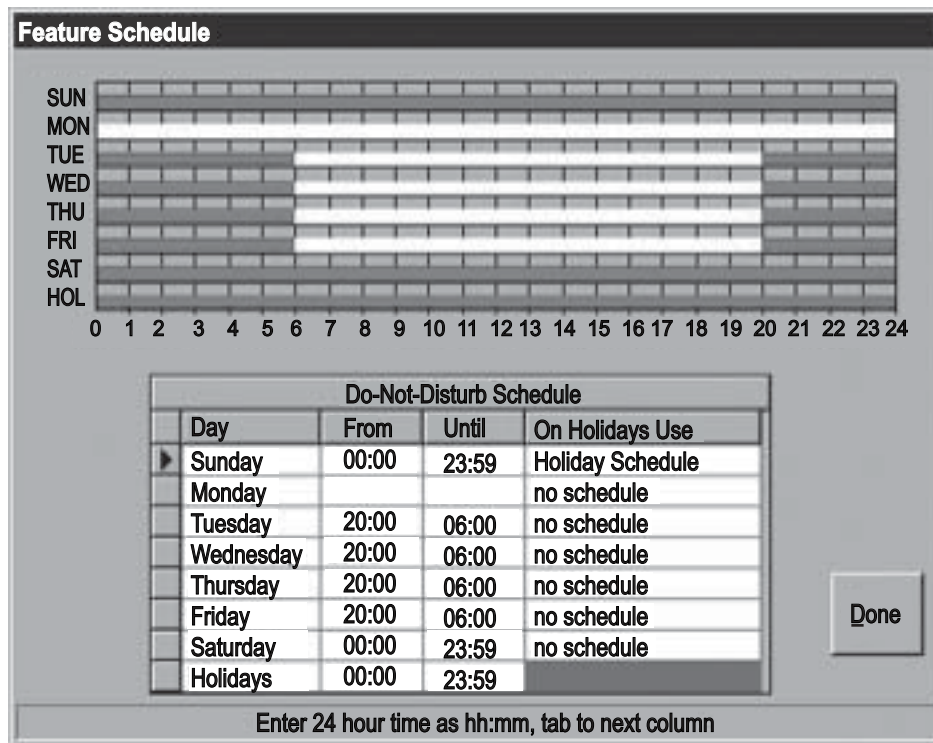 Feature Schedule
SUN
MON
TUE
WED
THU
FRI
SAT
HOL
0 1 2 3 4 5 6 7 8 9 10 11 12 13 14 15 16 17 18 19 20 21 22 23 24
Do-Not-Disturb Schedule
Day From Until On Holidays Use
Sunday 00:00 23:59 Holiday Schedule
Monday no schedule
Tuesday 20:00 06:00 no schedule
Wednesday 20:00 06:00 no schedule
Thursday 20:00 06:00 no schedule
Friday 20:00 06:00 no schedule
Saturday 00:00 23:59 no schedule
Holidays 00:00 23:59
Done
Enter 24 hour time as hh:mm, tab to next column